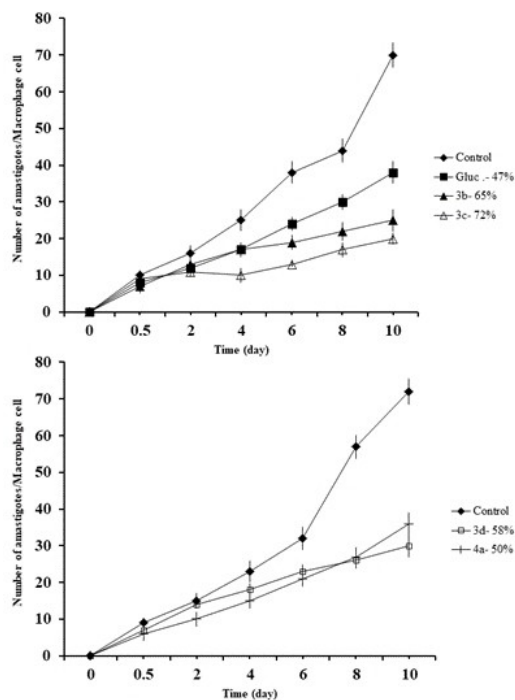 80
70
60
50
40
30
20
10
0
Number of amastigotes/Macrophage cell
0 0.5 2 4 6 8 10
Time (day)
Control
Gluc .- 47%
3b- 65%
3c- 72%
80
70
60
50
40
30
20
10
0
Number of amastigotes/Macrophage cell
0 0.5 2 4 6 8 10
Time (day)
Control
3d- 58%
4a- 50%